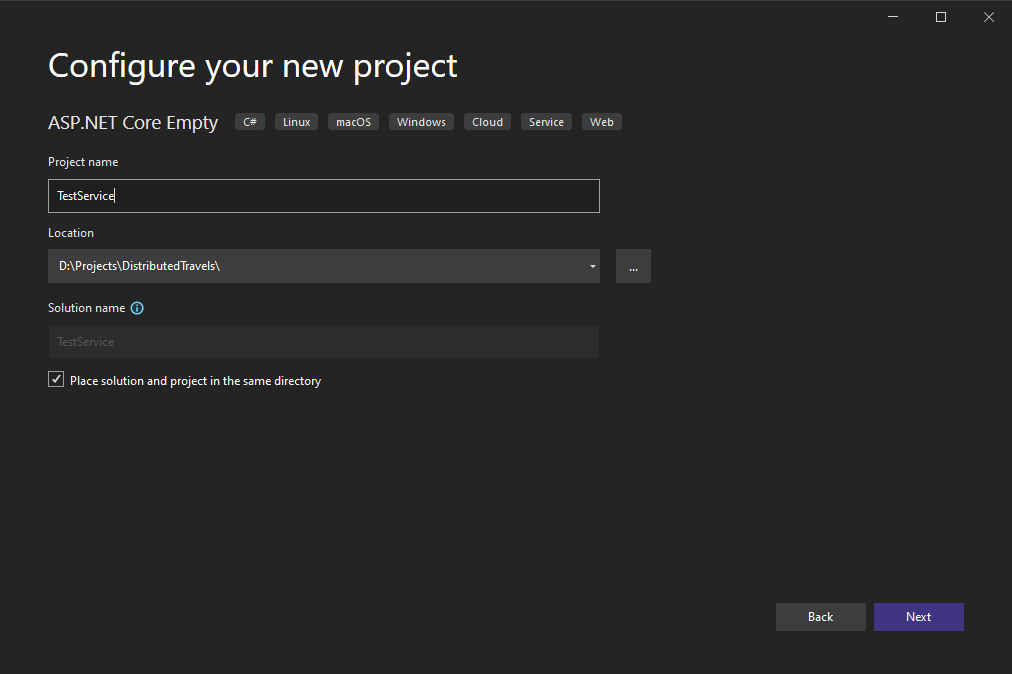 Configure your new project
ASP.NET Core Empty C# Linux macOS Windows Cloud Service Web
Project name
TestService
Location
D:\Projects\DistributedTravels\
...
Solution name
TestService
Place solution and project in the same directory
Back Next